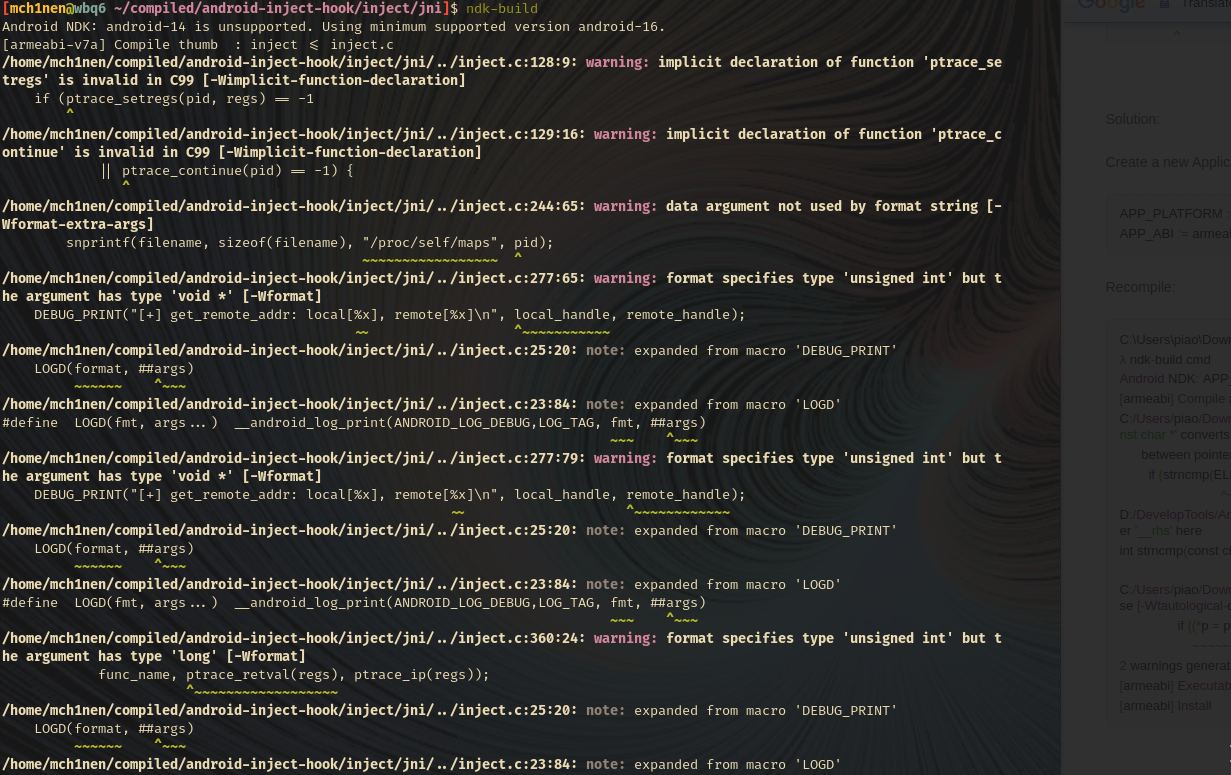 [mch1nen@wbq6 ~/compiled/android-inject-hook/inject/jni]$ ndk-build
Android NDK: android-14 is unsupported. Using minimum supported version android-16.
[armeabi-v7a] Compile thumb  : inject <= inject.c
/home/mch1nen/compiled/android-inject-hook/inject/jni/../inject.c:128:9: warning: implicit declaration of function 'ptrace_se
tregs' is invalid in C99 [-Wimplicit-function-declaration]
    if (ptrace_setregs(pid, regs) == -1
        ^
/home/mch1nen/compiled/android-inject-hook/inject/jni/../inject.c:129:16: warning: implicit declaration of function 'ptrace_c
ontinue' is invalid in C99 [-Wimplicit-function-declaration]
            || ptrace_continue(pid) == -1) {
               ^
/home/mch1nen/compiled/android-inject-hook/inject/jni/../inject.c:244:65: warning: data argument not used by format string [-
Wformat-extra-args]
        snprintf(filename, sizeof(filename), "/proc/self/maps", pid);
                                             ~~~~~~~~~~~~~~~~~  ^
/home/mch1nen/compiled/android-inject-hook/inject/jni/../inject.c:277:65: warning: format specifies type 'unsigned int' but t
he argument has type 'void *' [-Wformat]
    DEBUG_PRINT("[+] get_remote_addr: local[%x], remote[%x]\n", local_handle, remote_handle);
                                            ~~                  ^~~~~~~~~~~~
/home/mch1nen/compiled/android-inject-hook/inject/jni/../inject.c:25:20: note: expanded from macro 'DEBUG_PRINT'
    LOGD(format, ##args)
         ~~~~~~    ^~~~
/home/mch1nen/compiled/android-inject-hook/inject/jni/../inject.c:23:84: note: expanded from macro 'LOGD'
#define  LOGD(fmt, args...)  __android_log_print(ANDROID_LOG_DEBUG,LOG_TAG, fmt, ##args)
                                                                            ~~~    ^~~~
/home/mch1nen/compiled/android-inject-hook/inject/jni/../inject.c:277:79: warning: format specifies type 'unsigned int' but t
he argument has type 'void *' [-Wformat]
    DEBUG_PRINT("[+] get_remote_addr: local[%x], remote[%x]\n", local_handle, remote_handle);
                                                        ~~                    ^~~~~~~~~~~~~
/home/mch1nen/compiled/android-inject-hook/inject/jni/../inject.c:25:20: note: expanded from macro 'DEBUG_PRINT'
    LOGD(format, ##args)
         ~~~~~~    ^~~~
/home/mch1nen/compiled/android-inject-hook/inject/jni/../inject.c:23:84: note: expanded from macro 'LOGD'
#define  LOGD(fmt, args...)  __android_log_print(ANDROID_LOG_DEBUG,LOG_TAG, fmt, ##args)
                                                                            ~~~    ^~~~
/home/mch1nen/compiled/android-inject-hook/inject/jni/../inject.c:360:24: warning: format specifies type 'unsigned int' but t
he argument has type 'long' [-Wformat]
            func_name, ptrace_retval(regs), ptrace_ip(regs));
                       ^~~~~~~~~~~~~~~~~~~
/home/mch1nen/compiled/android-inject-hook/inject/jni/../inject.c:25:20: note: expanded from macro 'DEBUG_PRINT'
    LOGD(format, ##args)
         ~~~~~~    ^~~~
/home/mch1nen/compiled/android-inject-hook/inject/jni/../inject.c:23:84: note: expanded from macro 'LOGD'
Google Transla
Solution:
Create a new Applic
APP_PLATFORM :
APP_ABI := armea
Recompile:
C:\Users\piao\Dow
λ ndk-build.cmd
Android NDK: APP_
[armeabi] Compile
C:/Users/piao/Dow
nst char *' converts
between pointe
if (strncmp(EL
D:/DevelopTools/An
er '__rhs' here
int strncmp(const c
C:/Users/piao/Dow
se [-Wtautological-c
if ((*p = p
2 warnings generat
[armeabi] Executab
[armeabi] Install